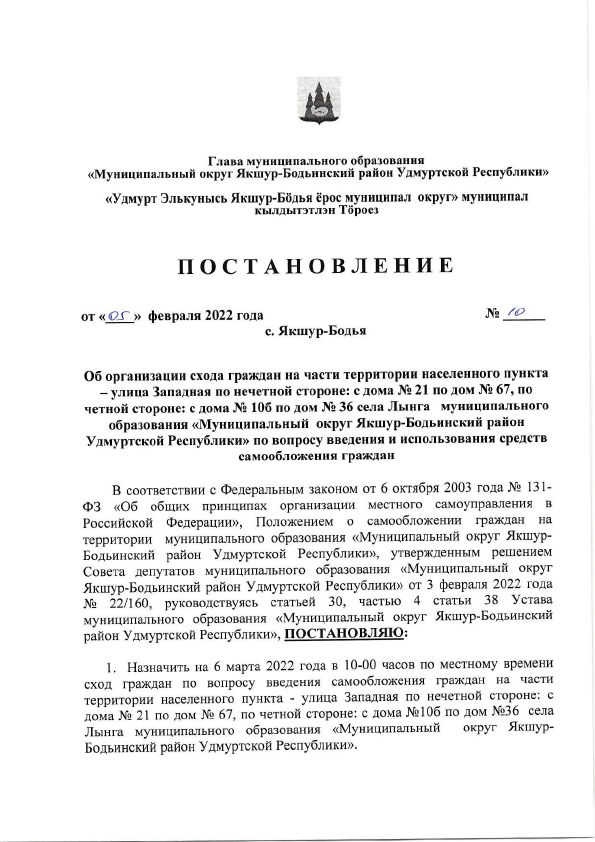 Глава муниципального образования
«Муниципальный округ Якшур-Бодьинский район Удмуртской Республики»
«Удмурт Элькунысь Якшур-Бӧдья ёрос муниципал округ» муниципал
кылдытэтлэн Тӧроез
ПОСТАНОВЛЕНИЕ
от «05» февраля 2022 года № 10
с. Якшур-Бодья
Об организации схода граждан на части территории населенного пункта
– улица Западная по нечетной стороне: с дома № 21 по дом № 67, по
четной стороне: с дома № 10б по дом № 36 села Лынга муниципального
образования «Муниципальный округ Якшур-Бодьинский район
Удмуртской Республики» по вопросу введения и использования средств
самообложения граждан
В соответствии с Федеральным законом от 6 октября 2003 года № 131-
ФЗ «Об общих принципах организации местного самоуправления в
Российской Федерации», Положением о самообложении граждан на
территории муниципального образования «Муниципальный округ Якшур-
Бодьинский район Удмуртской Республики», утвержденным решением
Совета депутатов муниципального образования «Муниципальный округ
Якшур-Бодьинский район Удмуртской Республики» от 3 февраля 2022 года
№ 22/160, руководствуясь статьей 30, частью 4 статьи 38 Устава
муниципального образования «Муниципальный округ Якшур-Бодьинский
район Удмуртской Республики», ПОСТАНОВЛЯЮ:
1. Назначить на 6 марта 2022 года в 10-00 часов по местному времени
сход граждан по вопросу введения самообложения граждан на части
территории населенного пункта - улица Западная по нечетной стороне: с
дома № 21 по дом № 67, по четной стороне: с дома №10б по дом №36 села
Лынга муниципального образования «Муниципальный округ Якшур-
Бодьинский район Удмуртской Республики».